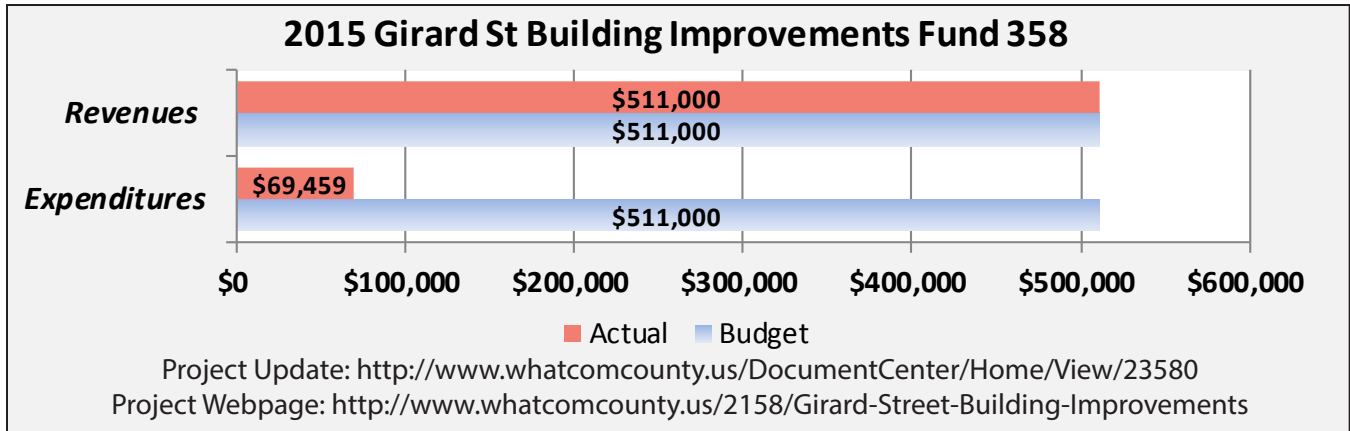 2015 Girard St Building Improvements Fund 358
Revenues
$511,000
$511,000
Expenditures
$69,459
$511,000
$0 $100,000 $200,000 $300,000 $400,000 $500,000 $600,000
Actual Budget
Project Update: http://www.whatcomcounty.us/DocumentCenter/Home/View/23580
Project Webpage: http://www.whatcomcounty.us/2158/Girard-Street-Building-Improvements